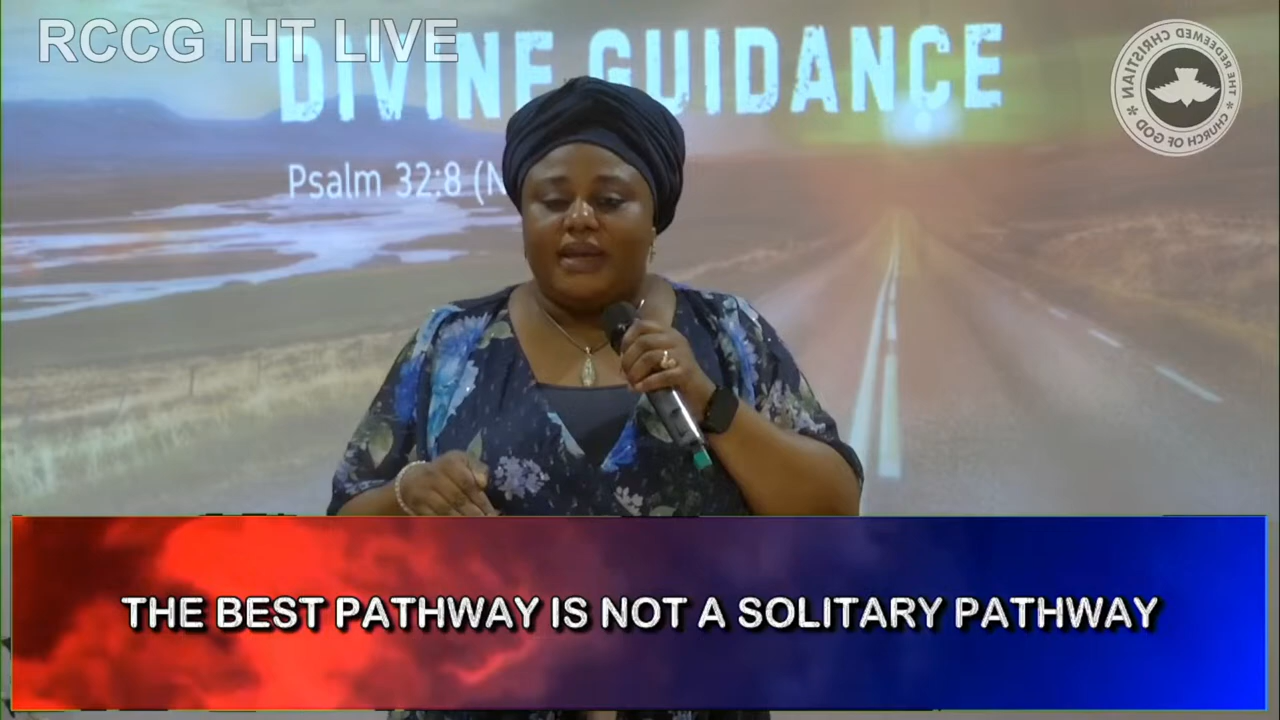 RCCG IHT LIVE
DIVINE GUIDANCE
Psalm 32:8 (N
THE REDEEMED CHRISTIAN
CHURCH OF GOD
THE BEST PATHWAY IS NOT A SOLITARY PATHWAY